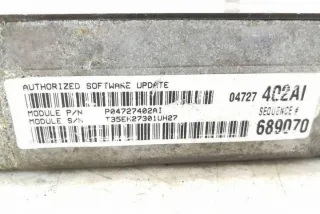 AUTHORIZED SOFTWARE UPDATE
04727 402AI
MODULE P/N P04727402AI
SEQUENCE #
MODULE S/N T35EK27301UH27
689070